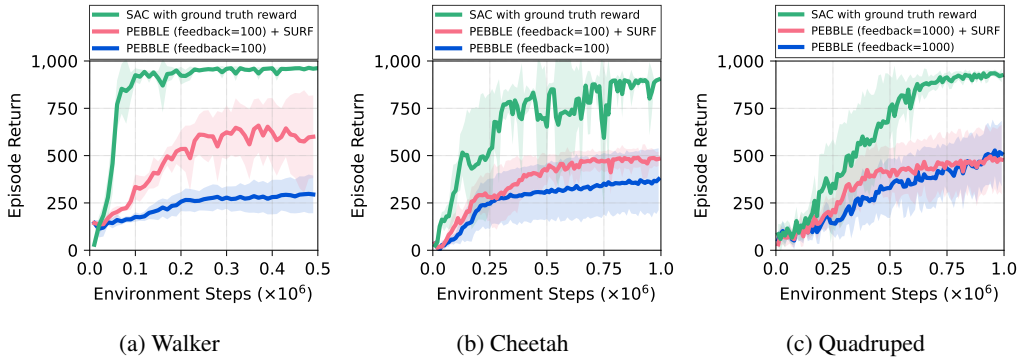 SAC with ground truth reward
PEBBLE (feedback=100) + SURF
PEBBLE (feedback=100)
1,000
750
500
250
0
Episode Return
0.0 0.1 0.2 0.3 0.4 0.5
Environment Steps (×10⁶)
(a) Walker
SAC with ground truth reward
PEBBLE (feedback=100) + SURF
PEBBLE (feedback=100)
1,000
750
500
250
0
Episode Return
0.0 0.25 0.5 0.75 1.0
Environment Steps (×10⁶)
(b) Cheetah
SAC with ground truth reward
PEBBLE (feedback=1000) + SURF
PEBBLE (feedback=1000)
1,000
750
500
250
0
Episode Return
0.0 0.25 0.50 0.75 1.0
Environment Steps (×10⁶)
(c) Quadruped